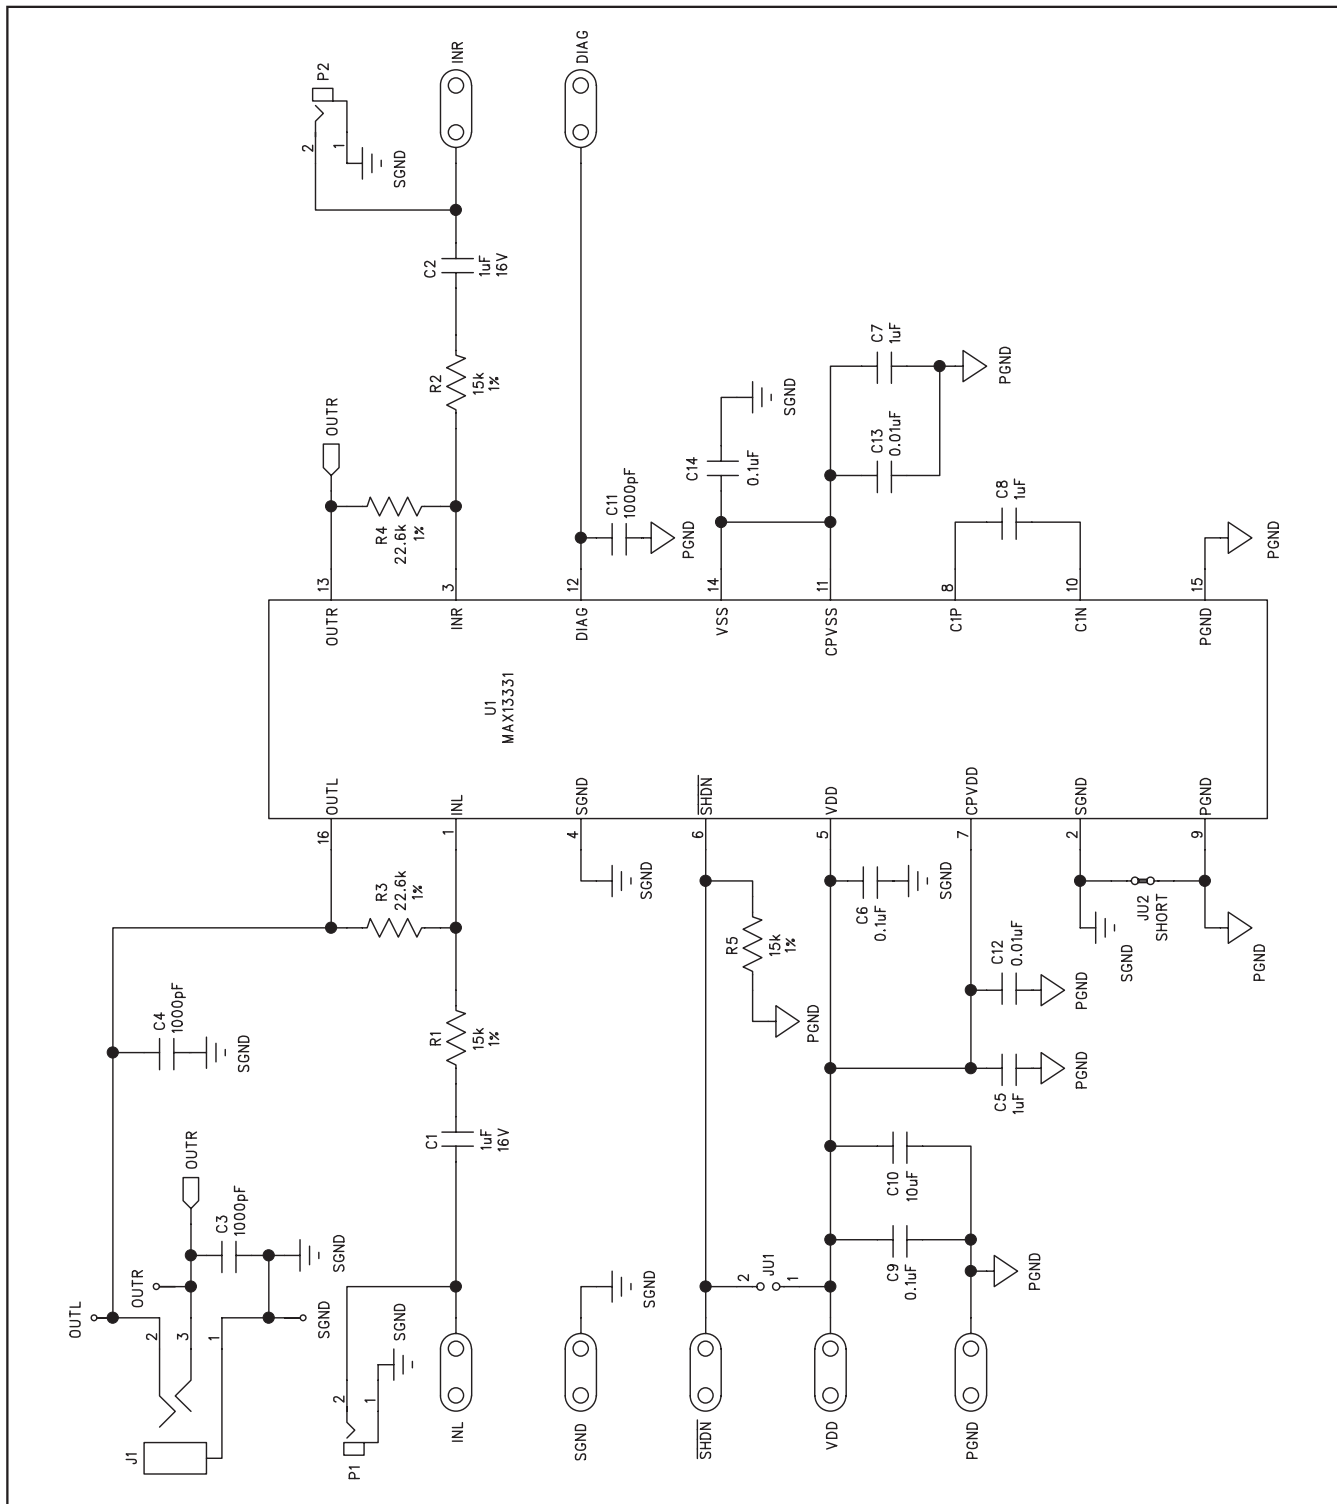 J1
OUTL
2
3
1
OUTR
OUTR
C3
1000pF
SGND
SGND
C4
1000pF
SGND
P1
2
1
SGND
INL
C1
1uF
16V
R1
15k
1%
R3
22.6k
1%
16
OUTL
1
INL
SGND
SGND
4
SGND
SGND
SHDN
6
SHDN
R5
15k
1%
PGND
JU1
2
1
VDD
5
VDD
C6
0.1uF
SGND
C9
0.1uF
C10
10uF
PGND
PGND
C5
1uF
PGND
C12
0.01uF
PGND
7
CPVDD
2
SGND
SGND
JU2
SHORT
9
PGND
PGND
U1
MAX13331
OUTR
13
OUTR
R4
22.6k
1%
INR
3
R2
15k
1%
C2
1uF
16V
INR
P2
2
1
SGND
DIAG
12
C11
1000pF
PGND
DIAG
VSS
14
C14
0.1uF
SGND
CPVSS
11
C13
0.01uF
C7
1uF
PGND
C1P
8
C8
1uF
C1N
10
PGND
15
PGND